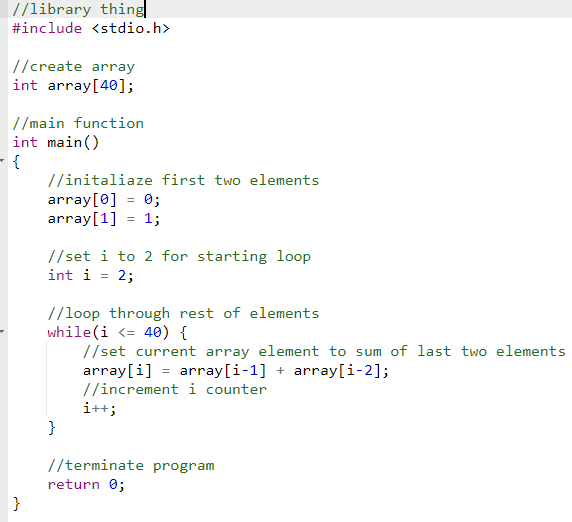 //library thing
#include <stdio.h>
//create array
int array[40];
//main function
int main()
{
//initaliaze first two elements
array[0] = 0;
array[1] = 1;
//set i to 2 for starting loop
int i = 2;
//loop through rest of elements
while(i <= 40) {
//set current array element to sum of last two elements
array[i] = array[i-1] + array[i-2];
//increment i counter
i++;
}
//terminate program
return 0;
}